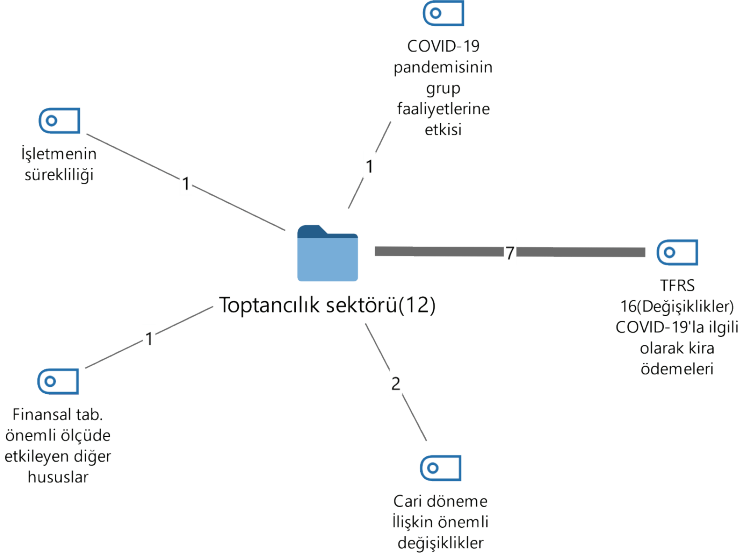 COVID-19
pandemisinin
grup
faaliyetlerine
etkisi
İşletmenin
sürekliliği
1
1
7
TFRS
16(Değişiklikler)
COVID-19'la ilgili
olarak kira
ödemeleri
Toptancılık sektörü(12)
1
2
Finansal tab.
önemli ölçüde
etkileyen diğer
hususlar
Cari döneme
İlişkin önemli
değişiklikler